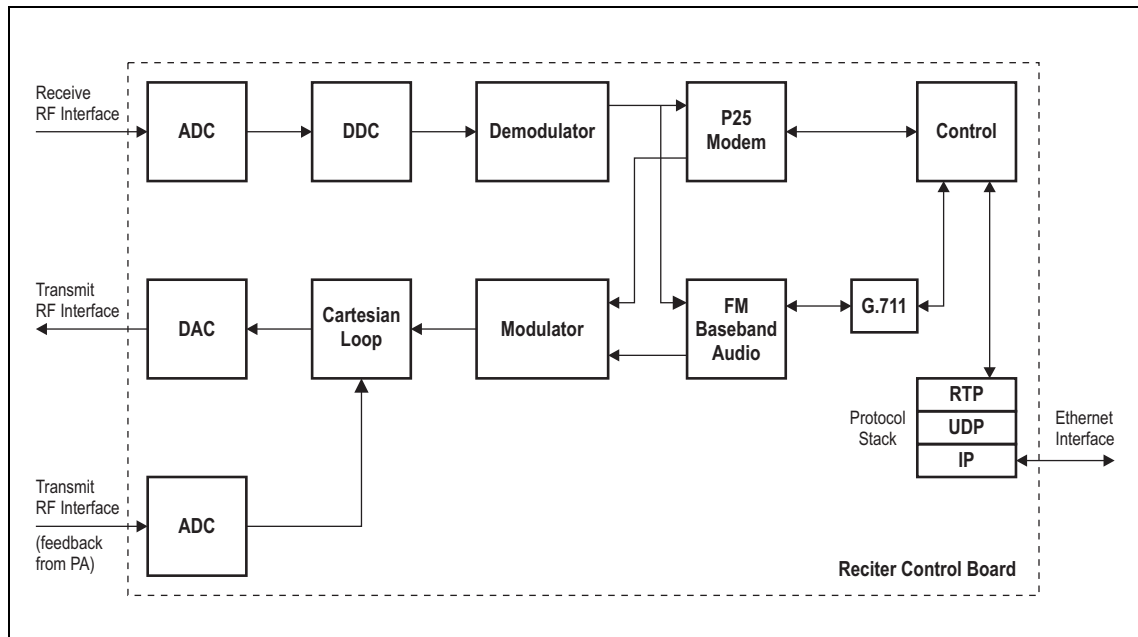 Receive
RF Interface
ADC
DDC
Demodulator
P25
Modem
Control
Transmit
RF Interface
DAC
Cartesian
Loop
Modulator
FM
Baseband
Audio
G.711
Protocol
Stack
RTP
UDP
IP
Ethernet
Interface
Transmit
RF Interface
(feedback
from PA)
ADC
Reciter Control Board